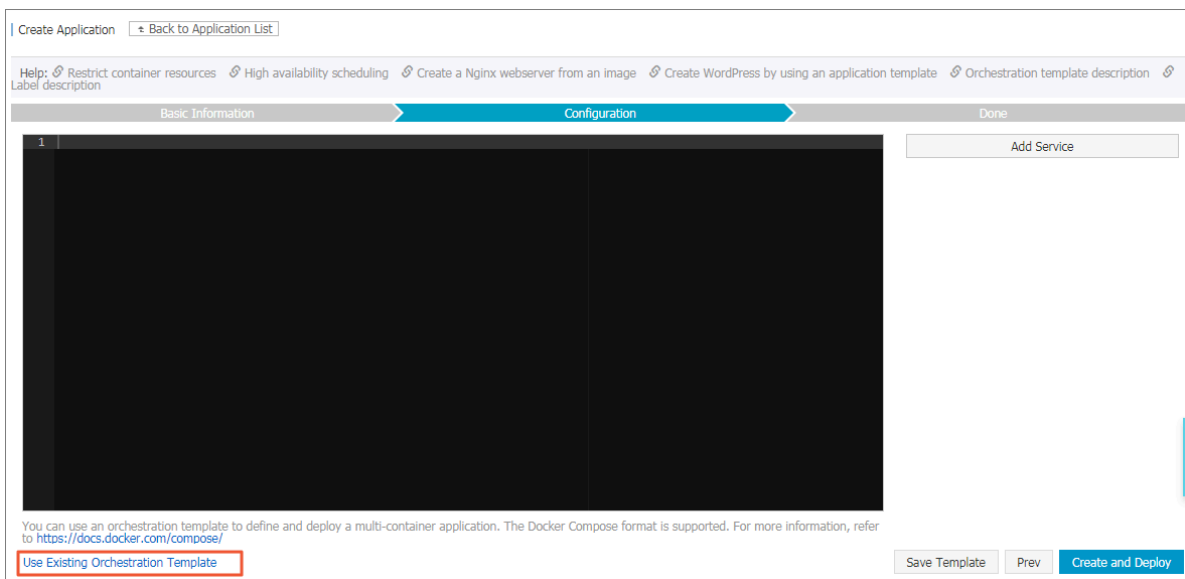 Create Application Back to Application List
Help: Restrict container resources High availability scheduling Create a Nginx webserver from an image Create WordPress by using an application template Orchestration template description
Label description
Basic Information Configuration Done
1
Add Service
You can use an orchestration template to define and deploy a multi-container application. The Docker Compose format is supported. For more information, refer
to https://docs.docker.com/compose/
Use Existing Orchestration Template Save Template Prev Create and Deploy